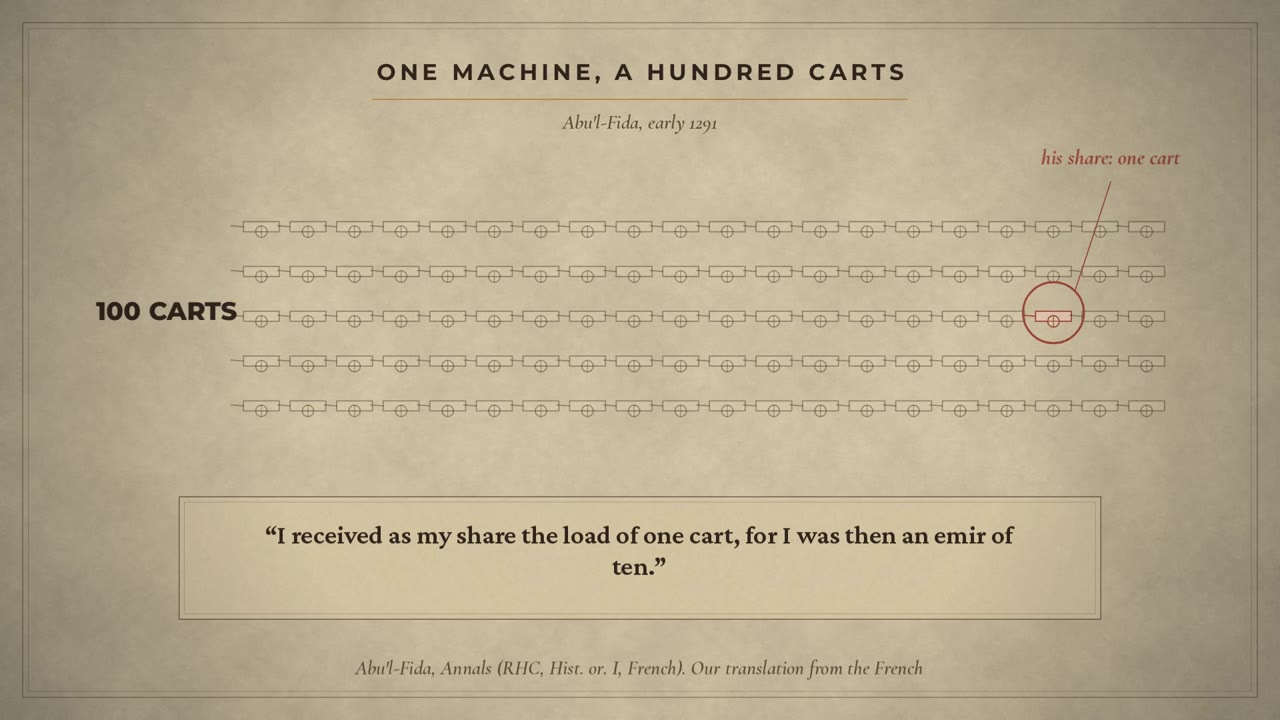 ONE MACHINE, A HUNDRED CARTS
Abu'l-Fida, early 1291
his share: one cart
100 CARTS
“I received as my share the load of one cart, for I was then an emir of
ten.”
Abu'l-Fida, Annals (RHC, Hist. or. I, French). Our translation from the French